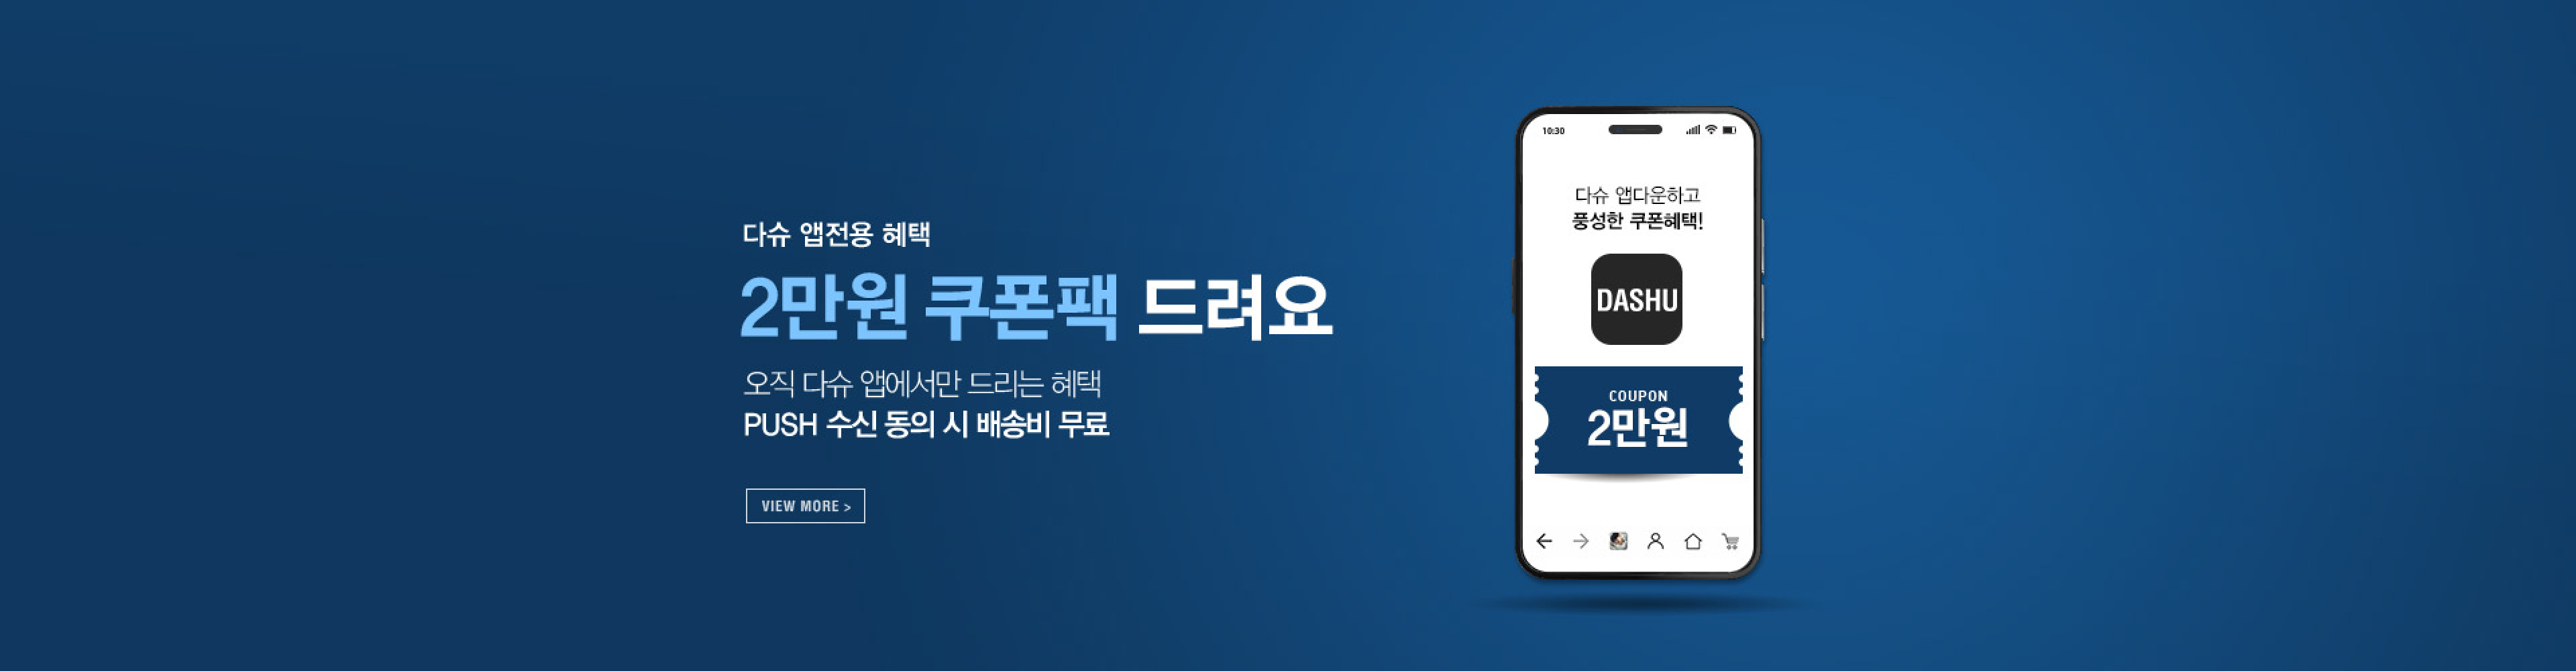 다슈 앱전용 혜택
2만원 쿠폰팩 드려요
오직 다슈 앱에서만 드리는 혜택
PUSH 수신 동의 시 배송비 무료
VIEW MORE >
10:30
다슈 앱다운하고
풍성한 쿠폰혜택!
DASHU
COUPON
2만원